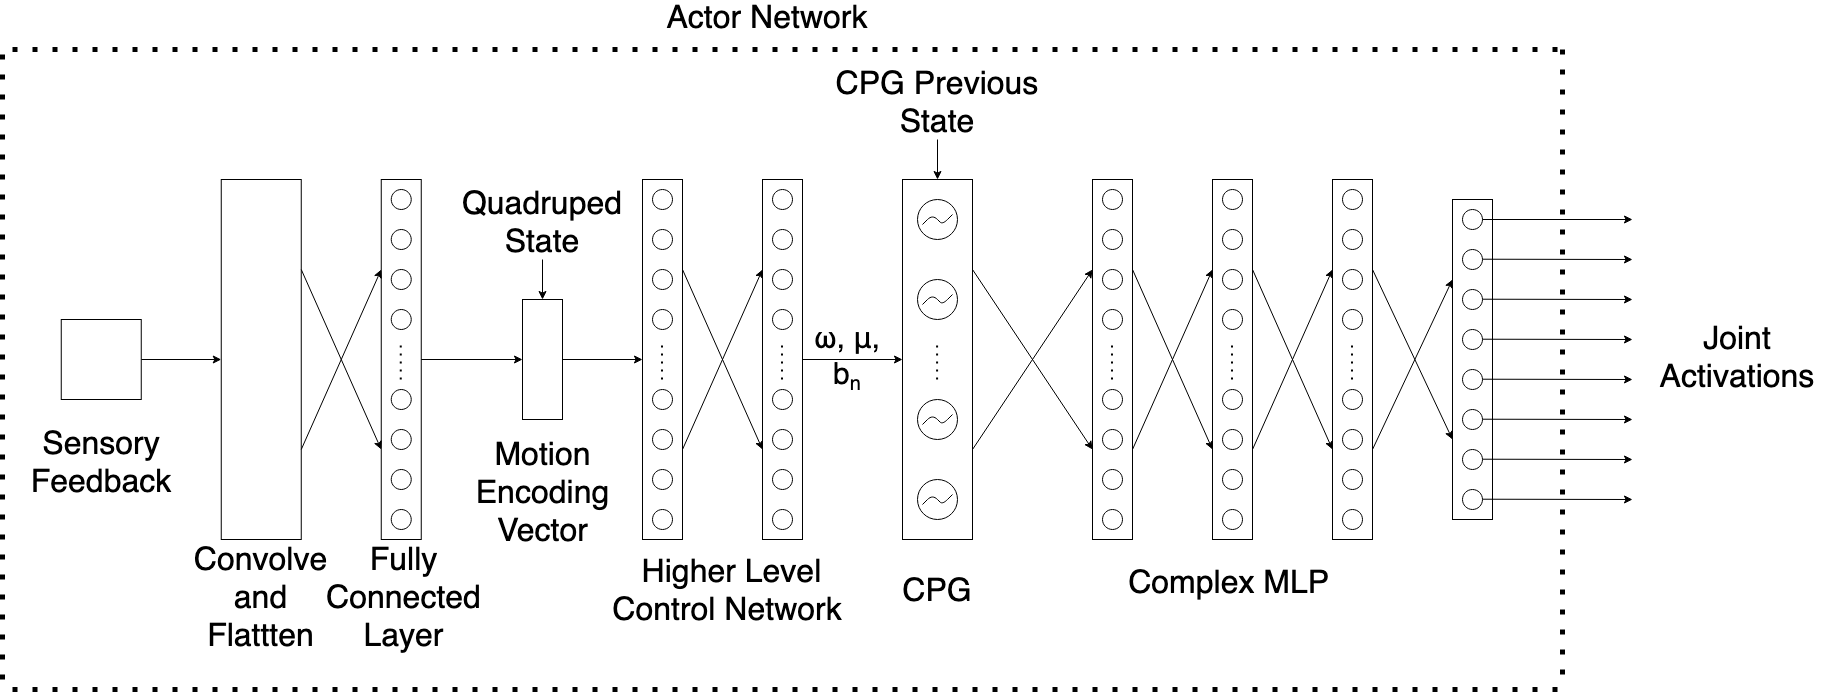 Actor Network
CPG Previous
State
Quadruped
State
ω, μ,
bn
Joint
Activations
Sensory
Feedback
Motion
Encoding
Vector
Convolve
and
Flattten
Fully
Connected
Layer
Higher Level
Control Network
CPG
Complex MLP